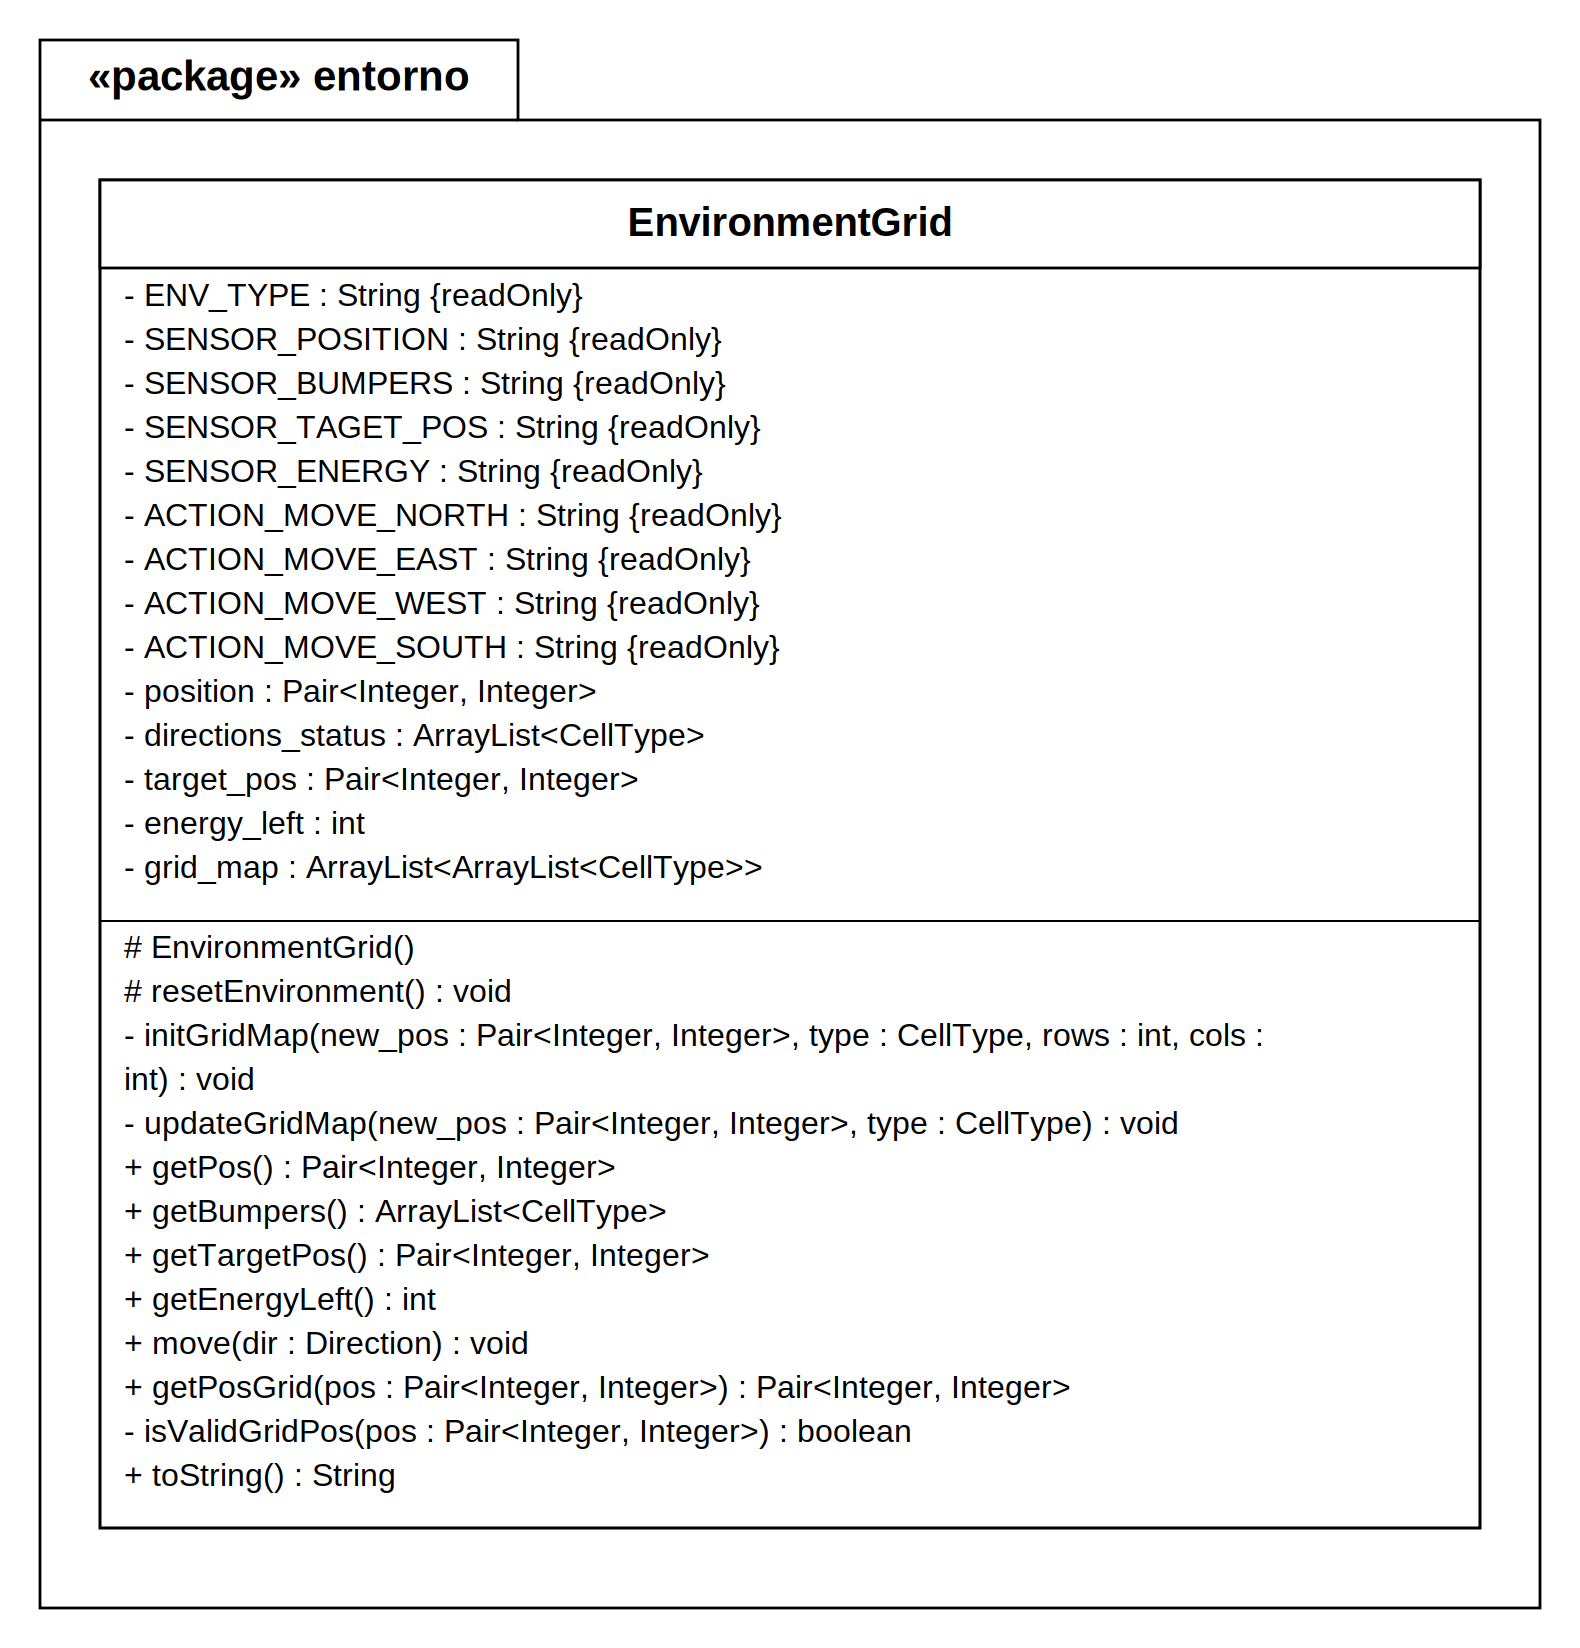 «package» entorno
EnvironmentGrid
- ENV_TYPE : String {readOnly}
- SENSOR_POSITION : String {readOnly}
- SENSOR_BUMPERS : String {readOnly}
- SENSOR_TAGET_POS : String {readOnly}
- SENSOR_ENERGY : String {readOnly}
- ACTION_MOVE_NORTH : String {readOnly}
- ACTION_MOVE_EAST : String {readOnly}
- ACTION_MOVE_WEST : String {readOnly}
- ACTION_MOVE_SOUTH : String {readOnly}
- position : Pair<Integer, Integer>
- directions_status : ArrayList<CellType>
- target_pos : Pair<Integer, Integer>
- energy_left : int
- grid_map : ArrayList<ArrayList<CellType>>
# EnvironmentGrid()
# resetEnvironment() : void
- initGridMap(new_pos : Pair<Integer, Integer>, type : CellType, rows : int, cols :
int) : void
- updateGridMap(new_pos : Pair<Integer, Integer>, type : CellType) : void
+ getPos() : Pair<Integer, Integer>
+ getBumpers() : ArrayList<CellType>
+ getTargetPos() : Pair<Integer, Integer>
+ getEnergyLeft() : int
+ move(dir : Direction) : void
+ getPosGrid(pos : Pair<Integer, Integer>) : Pair<Integer, Integer>
- isValidGridPos(pos : Pair<Integer, Integer>) : boolean
+ toString() : String